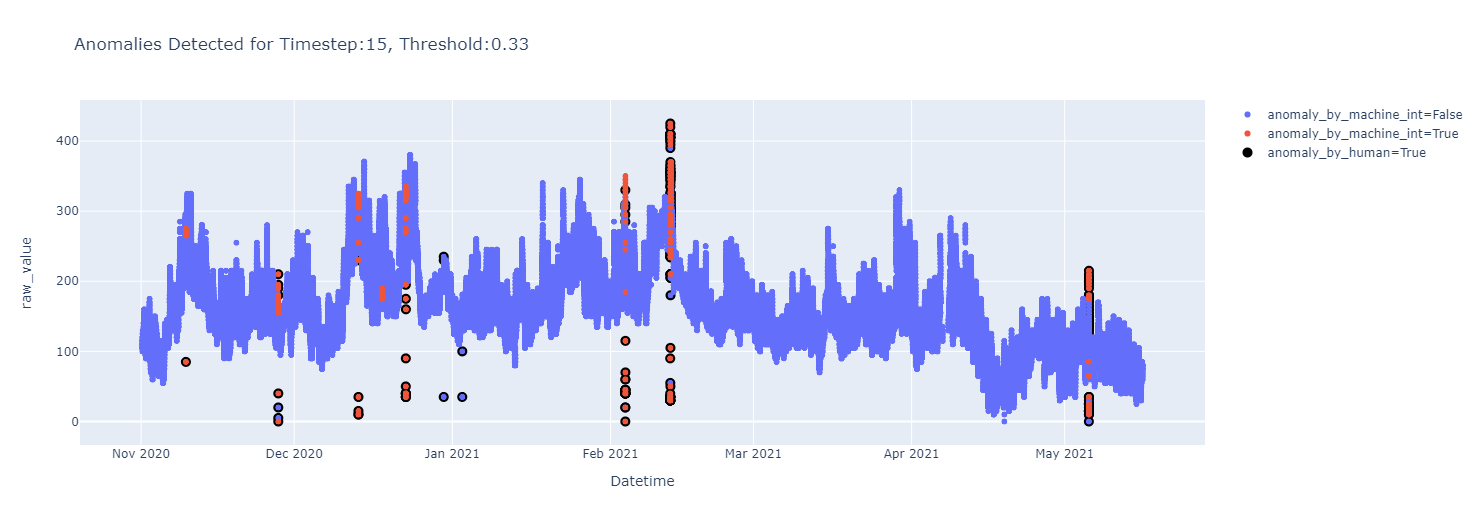 Anomalies Detected for Timestep:15, Threshold:0.33
anomaly_by_machine_int=False
anomaly_by_machine_int=True
anomaly_by_human=True
raw_value
400
300
200
100
0
Nov 2020 Dec 2020 Jan 2021 Feb 2021 Mar 2021 Apr 2021 May 2021
Datetime